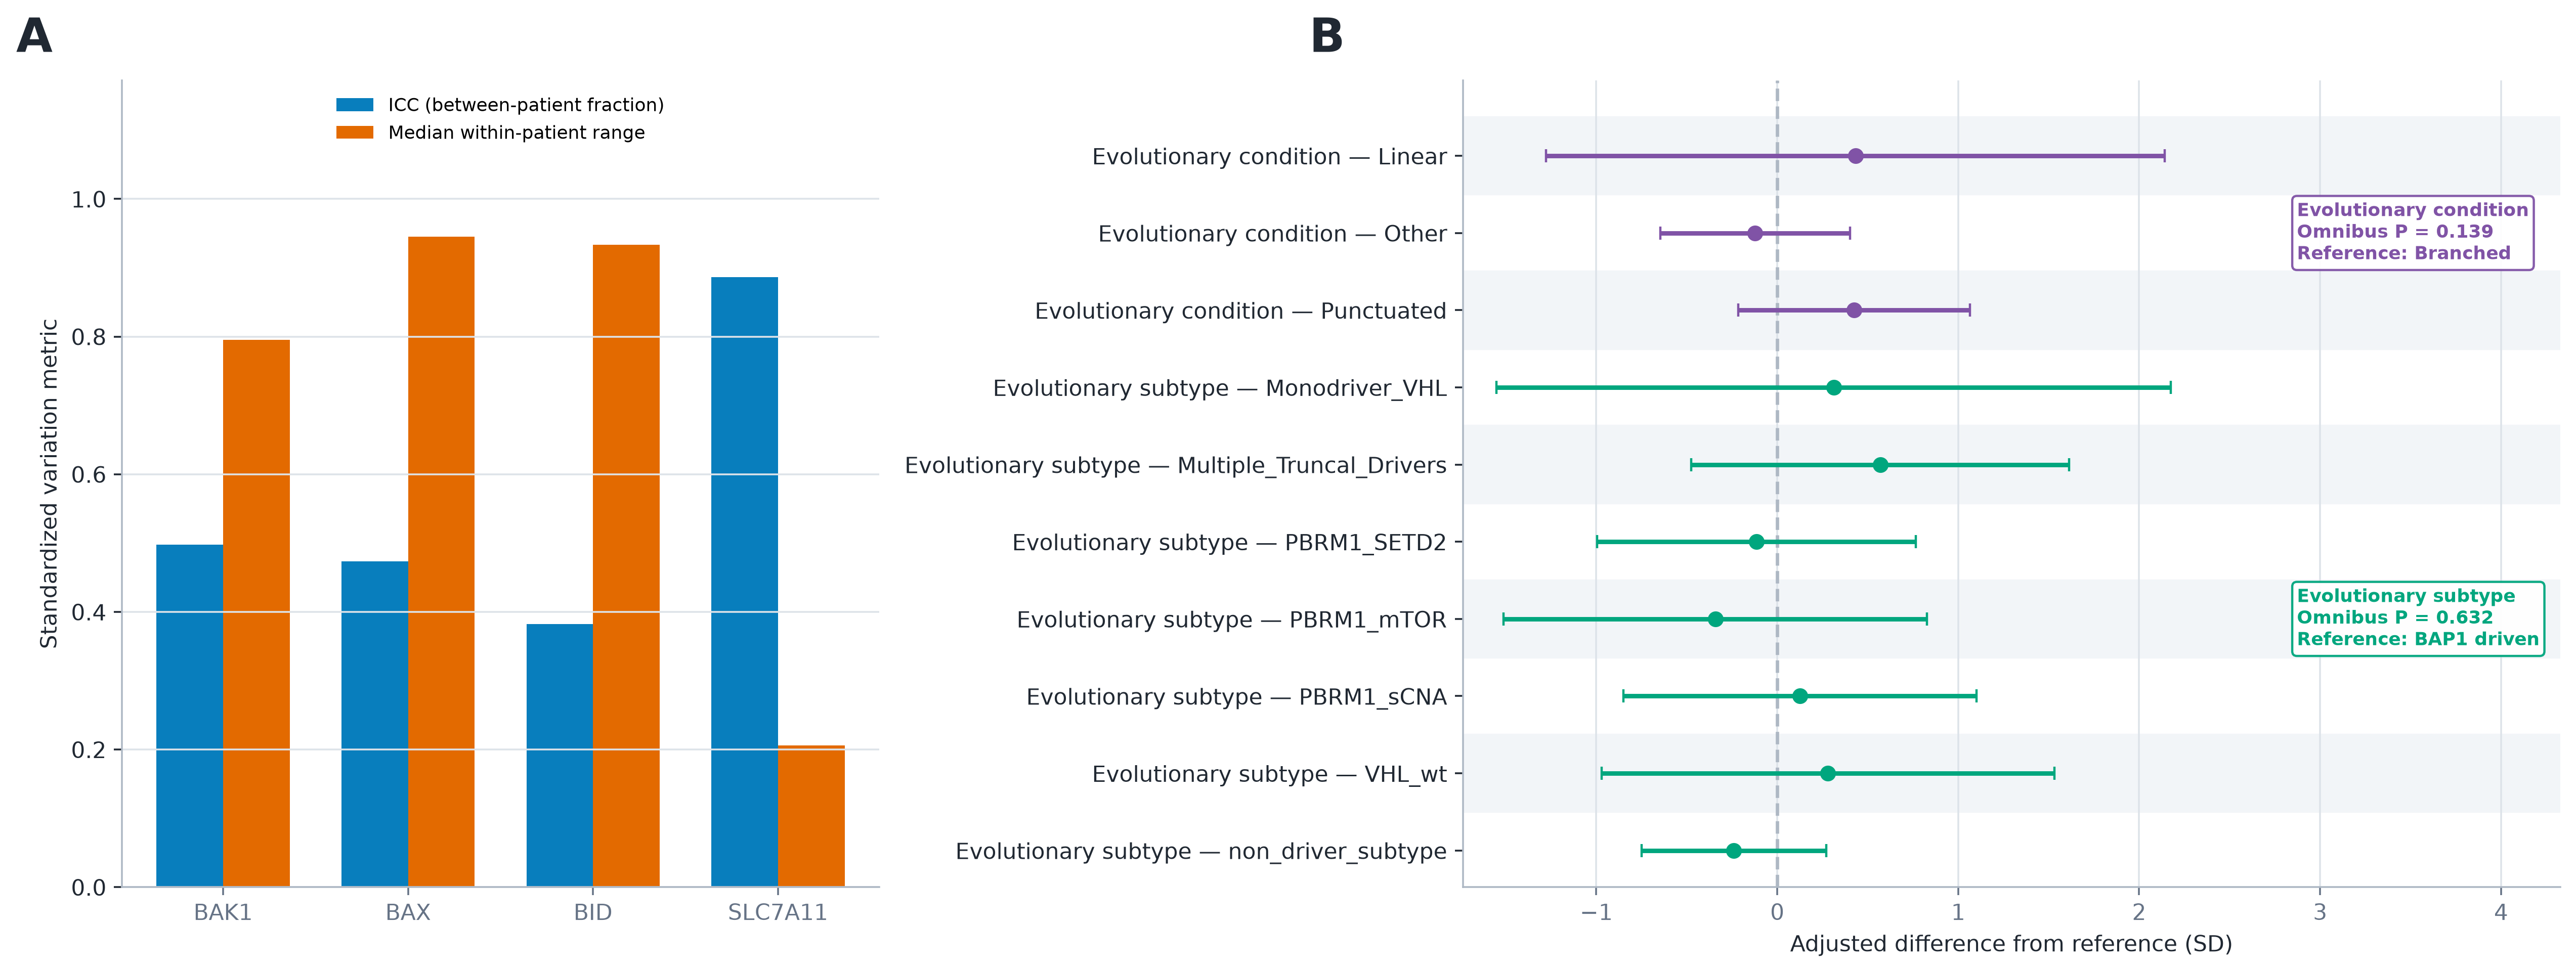 A
ICC (between-patient fraction)
Median within-patient range
Standardized variation metric
1.0
0.8
0.6
0.4
0.2
0.0
BAK1
BAX
BID
SLC7A11
B
Evolutionary condition — Linear
Evolutionary condition — Other
Evolutionary condition — Punctuated
Evolutionary subtype — Monodriver_VHL
Evolutionary subtype — Multiple_Truncal_Drivers
Evolutionary subtype — PBRM1_SETD2
Evolutionary subtype — PBRM1_mTOR
Evolutionary subtype — PBRM1_sCNA
Evolutionary subtype — VHL_wt
Evolutionary subtype — non_driver_subtype
Evolutionary condition
Omnibus P = 0.139
Reference: Branched
Evolutionary subtype
Omnibus P = 0.632
Reference: BAP1 driven
−1
0
1
2
3
4
Adjusted difference from reference (SD)